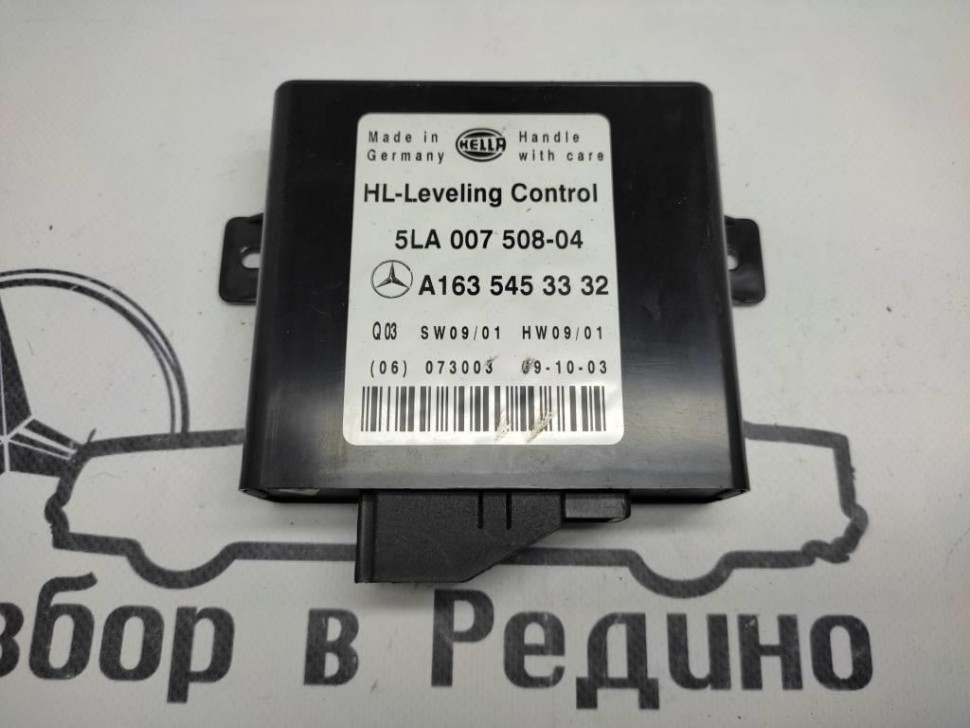 Made in HELLA Handle
Germany with care
HL-Leveling Control
5LA 007 508-04
A163 545 33 32
Q03 SW09/01 HW09/01
(06) 073003 09-10-03
збор в Редино